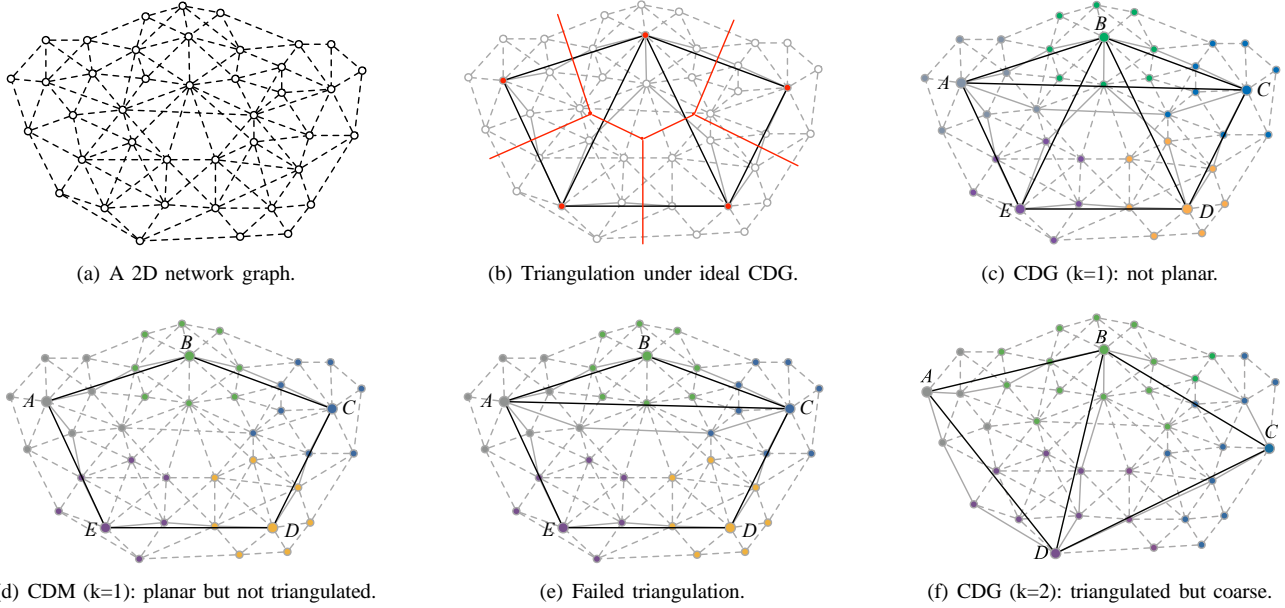 (a) A 2D network graph.
(b) Triangulation under ideal CDG.
B
A
C
E
D
(c) CDG (k=1): not planar.
B
A
C
E
D
(d) CDM (k=1): planar but not triangulated.
B
A
C
E
D
(e) Failed triangulation.
B
A
C
D
(f) CDG (k=2): triangulated but coarse.